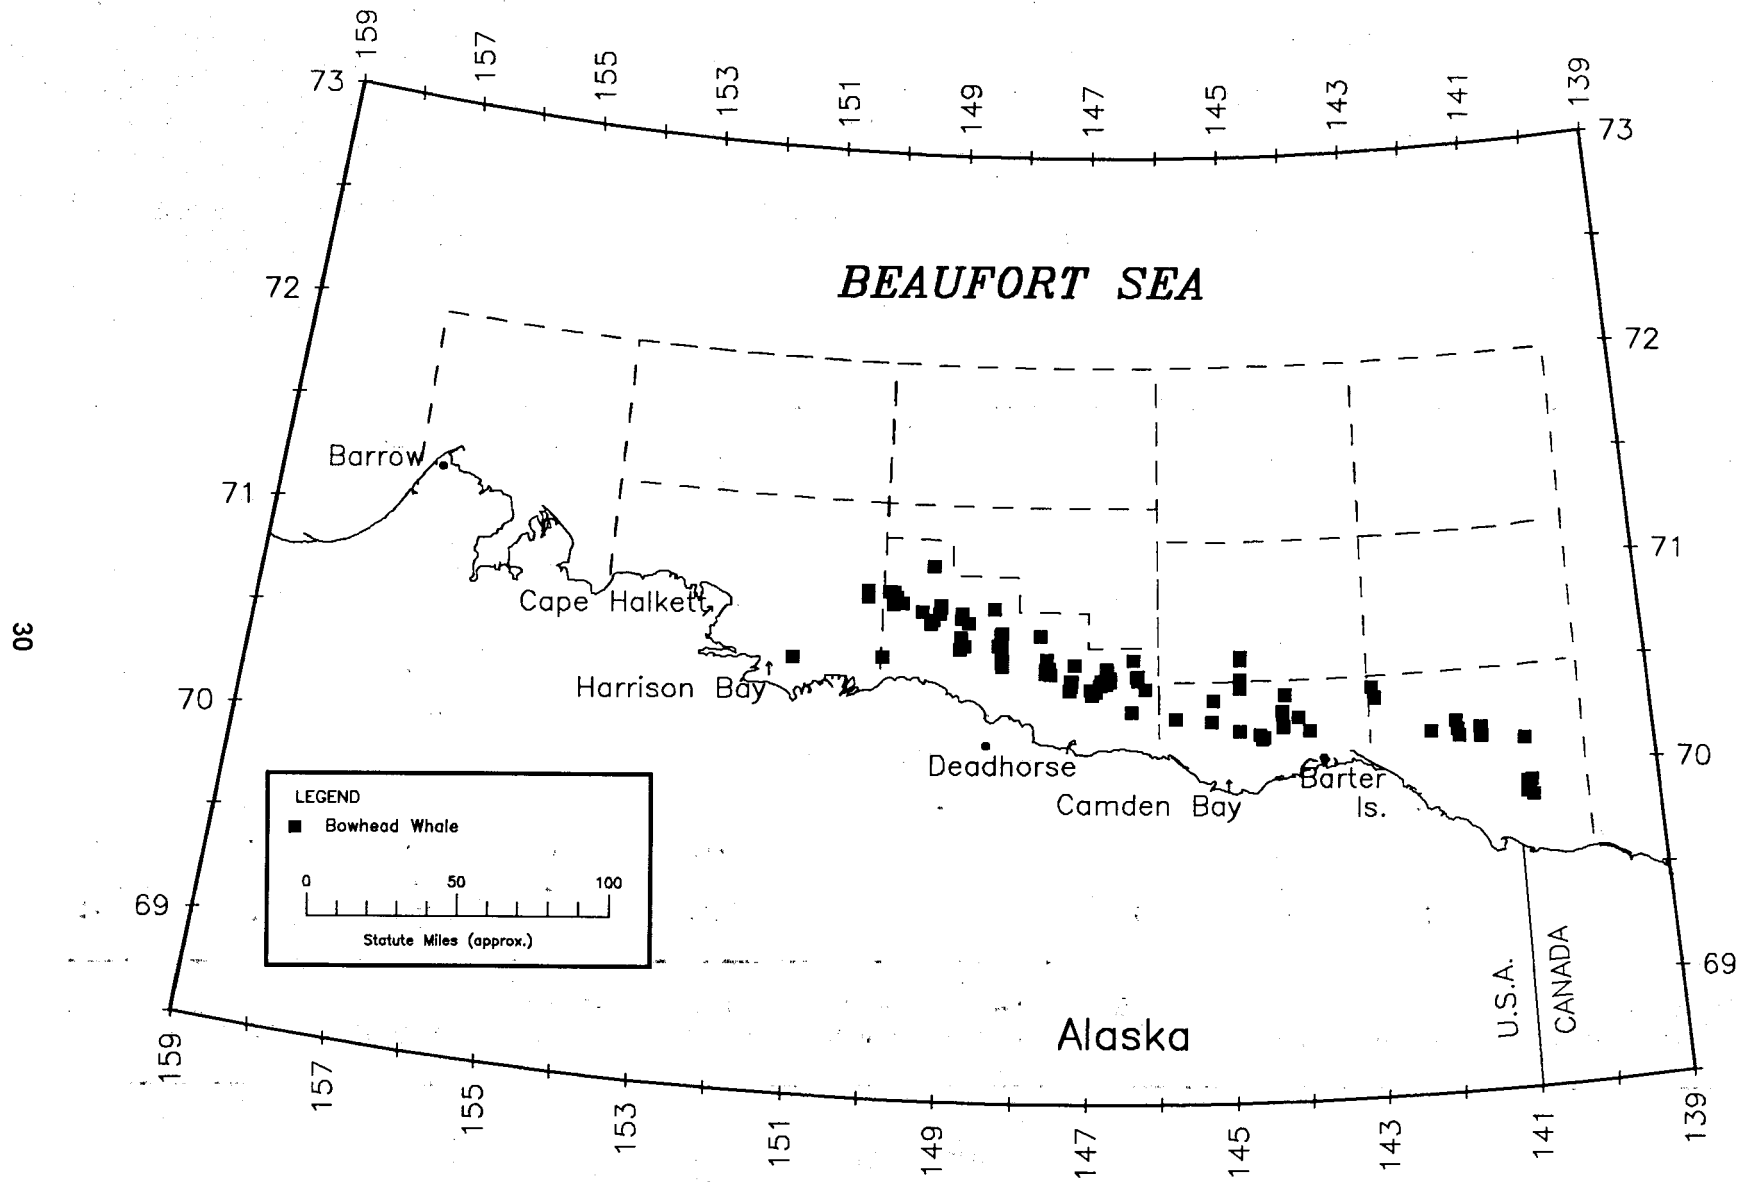 159
157
155
153
151
149
147
145
143
141
139
73
73
BEAUFORT SEA
72
72
Barrow
71
71
Cape Halkett
30
Harrison Bay
70
70
Deadhorse
Barter
Is.
Camden Bay
LEGEND
Bowhead Whale
0 50 100
Statute Miles (approx.)
69
69
U.S.A.
CANADA
Alaska
159
157
155
153
151
149
147
145
143
141
139